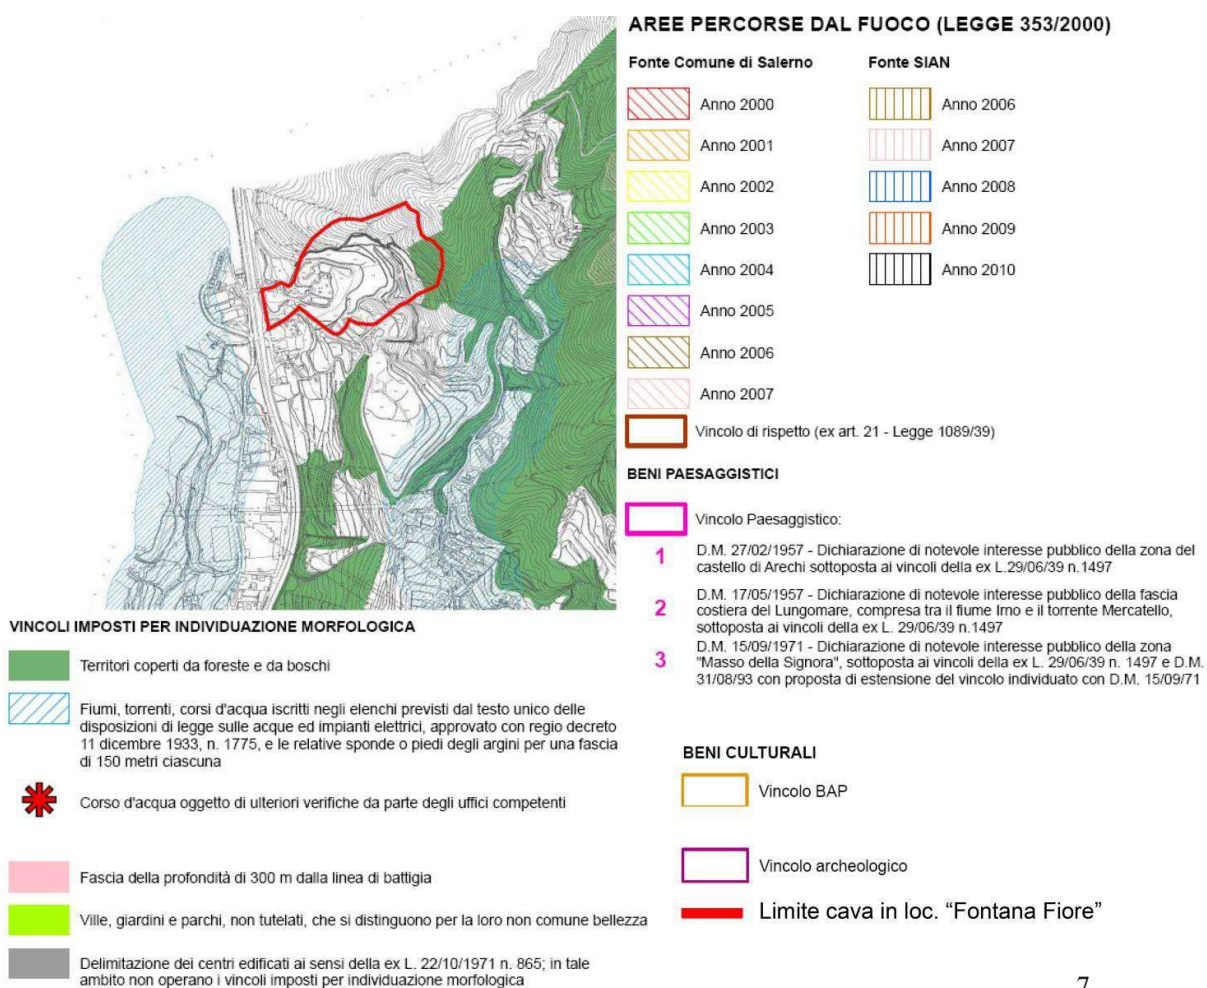 AREE PERCORSE DAL FUOCO (LEGGE 353/2000)
Fonte Comune di Salerno
Anno 2000
Anno 2001
Anno 2002
Anno 2003
Anno 2004
Anno 2005
Anno 2006
Anno 2007
Fonte SIAN
Anno 2006
Anno 2007
Anno 2008
Anno 2009
Anno 2010
Vincolo di rispetto (ex art. 21 - Legge 1089/39)
BENI PAESAGGISTICI
Vincolo Paesaggistico:
1 D.M. 27/02/1957 - Dichiarazione di notevole interesse pubblico della zona del
castello di Arechi sottoposta ai vincoli della ex L.29/06/39 n.1497
2 D.M. 17/05/1957 - Dichiarazione di notevole interesse pubblico della fascia
costiera del Lungomare, compresa tra il fiume Irno e il torrente Mercatello,
sottoposta ai vincoli della ex L. 29/06/39 n.1497
3 D.M. 15/09/1971 - Dichiarazione di notevole interesse pubblico della zona
"Masso della Signora", sottoposta ai vincoli della ex L. 29/06/39 n. 1497 e D.M.
31/08/93 con proposta di estensione del vincolo individuato con D.M. 15/09/71
VINCOLI IMPOSTI PER INDIVIDUAZIONE MORFOLOGICA
Territori coperti da foreste e da boschi
Fiumi, torrenti, corsi d'acqua iscritti negli elenchi previsti dal testo unico delle
disposizioni di legge sulle acque ed impianti elettrici, approvato con regio decreto
11 dicembre 1933, n. 1775, e le relative sponde o piedi degli argini per una fascia
di 150 metri ciascuna
Corso d'acqua oggetto di ulteriori verifiche da parte degli uffici competenti
Fascia della profondità di 300 m dalla linea di battigia
Ville, giardini e parchi, non tutelati, che si distinguono per la loro non comune bellezza
Delimitazione dei centri edificati ai sensi della ex L. 22/10/1971 n. 865; in tale
ambito non operano i vincoli imposti per individuazione morfologica
BENI CULTURALI
Vincolo BAP
Vincolo archeologico
Limite cava in loc. “Fontana Fiore”
7